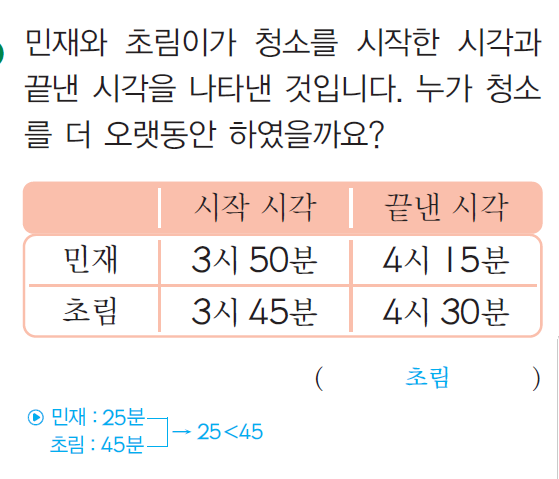 민재와 초림이가 청소를 시작한 시각과
끝낸 시각을 나타낸 것입니다. 누가 청소
를 더 오랫동안 하였을까요?
시작 시각 끝낸 시각
민재 3시 50분 4시 15분
초림 3시 45분 4시 30분
( 초림 )
민재 : 25분
초림 : 45분 → 25<45